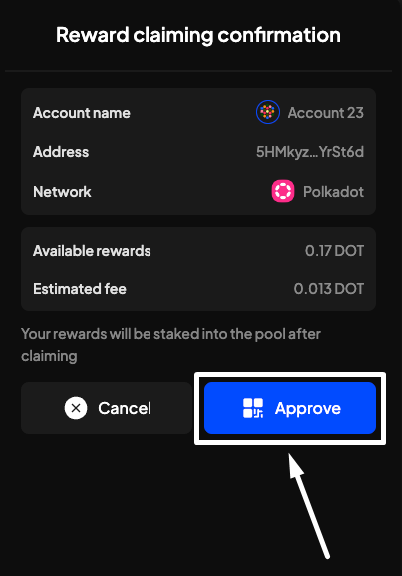 Reward claiming confirmation
Account name Account 23
Address 5HMkyz...YrSt6d
Network Polkadot
Available rewards 0.17 DOT
Estimated fee 0.013 DOT
Your rewards will be staked into the pool after
claiming
Cancel Approve